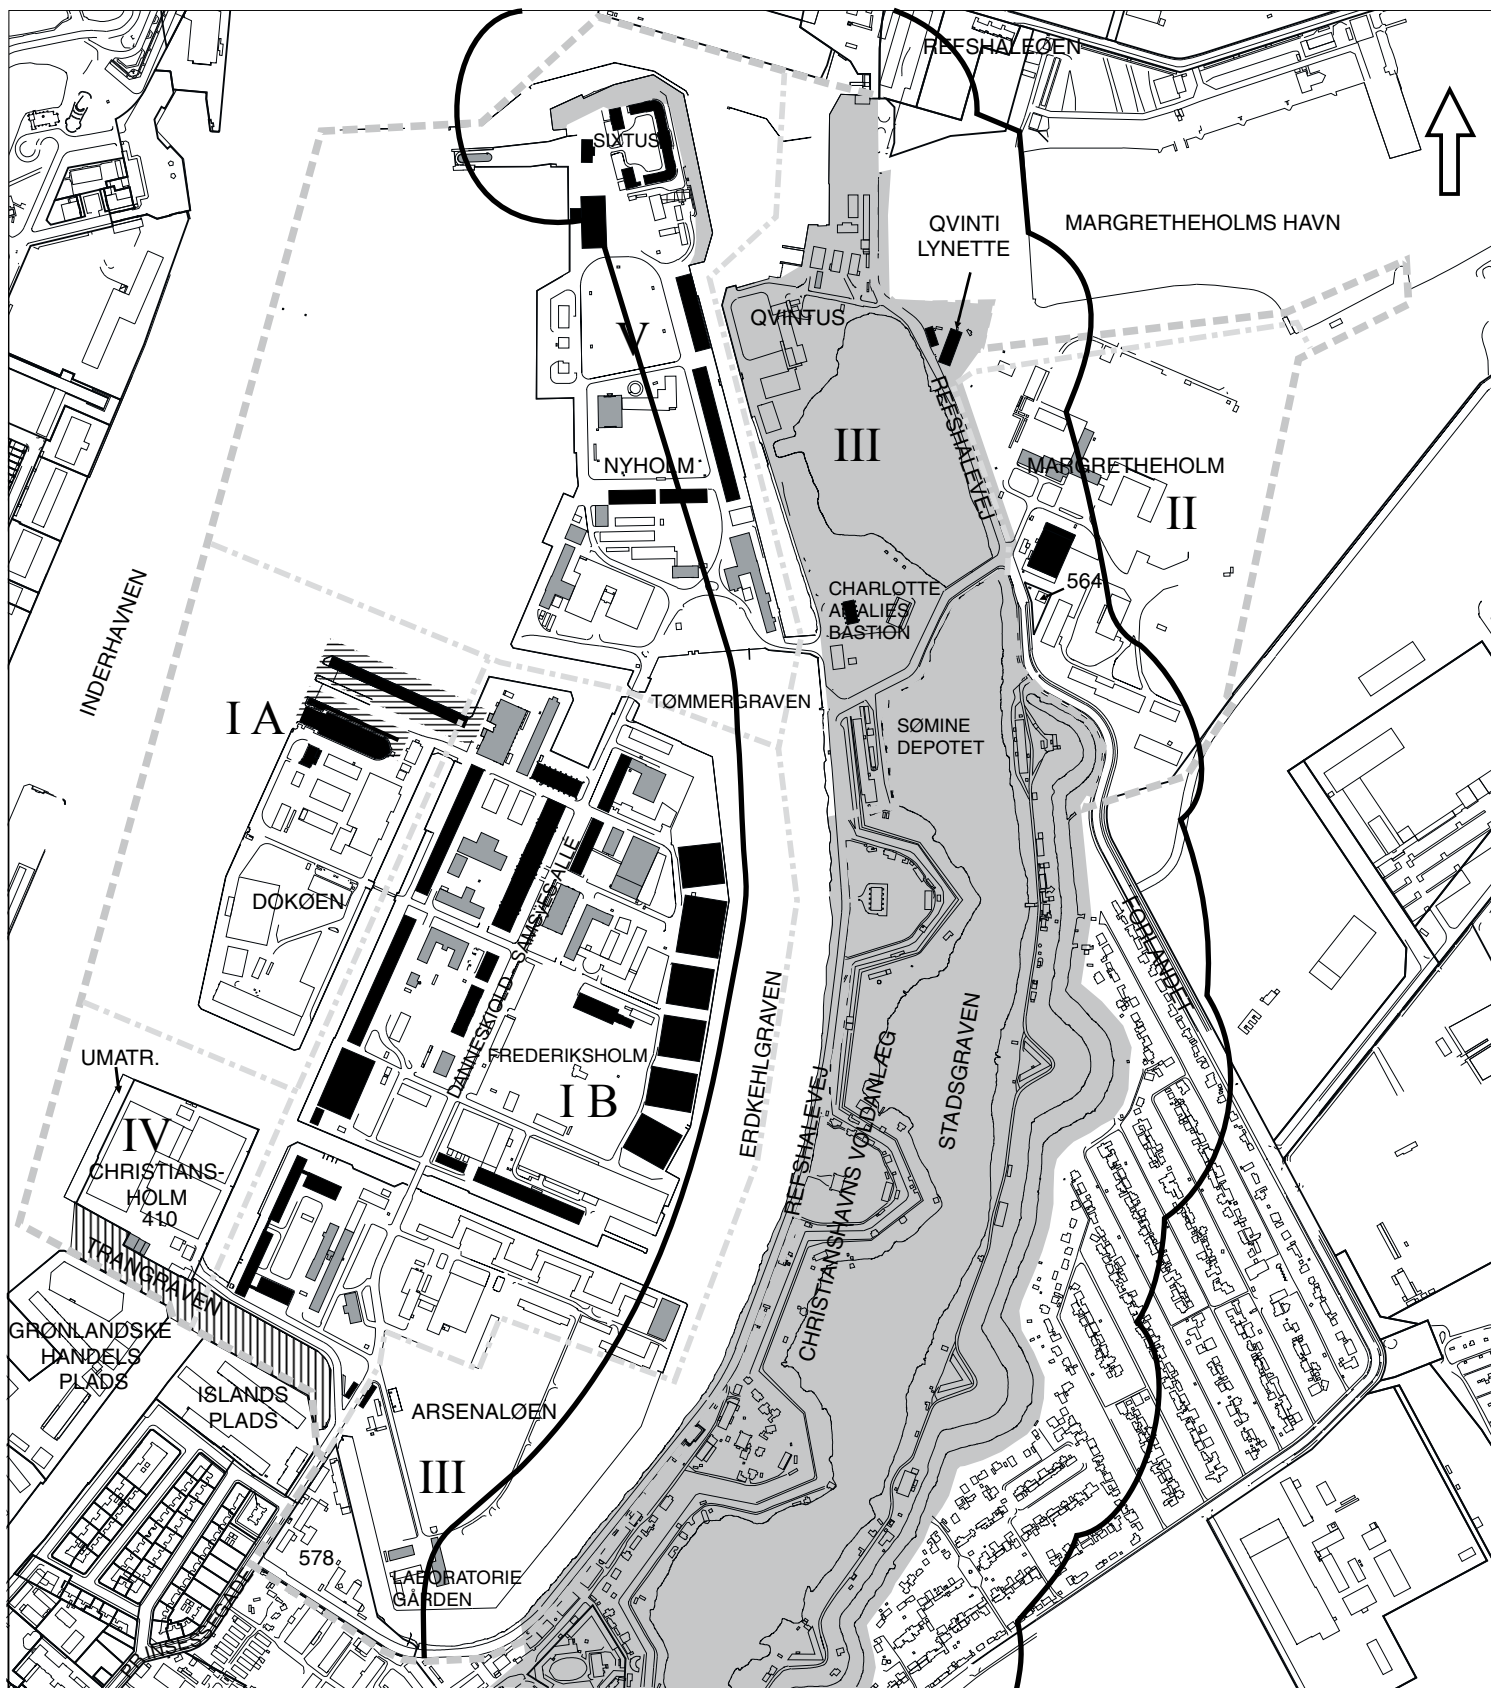 REFSHALEØEN
SIXTUS
QVINTI
LYNETTE
MARGRETHEHOLMS HAVN
QVINTUS
V
REFSHALEVEJ
III
NYHOLM
MARGRETHEHOLM
II
INDERHAVNEN
564
CHARLOTTE
AMALIES
BASTION
TØMMERGRAVEN
I A
SØMINE
DEPOTET
DOKØEN
DANNESKIOLD - SAMSØES ALLE
FORLANDET
ERDKEHLGRAVEN
STADSGRAVEN
UMATR.
FREDERIKSHOLM
I B
IV
CHRISTIANS-
HOLM
410
REFSHALEVEJ
CHRISTIANSHAVNS VOLDANLÆG
TRANGRAVEN
GRØNLANDSKE
HANDELS
PLADS
ISLANDS
PLADS
ARSENALØEN
III
578
LABORATORIE
GÅRDEN